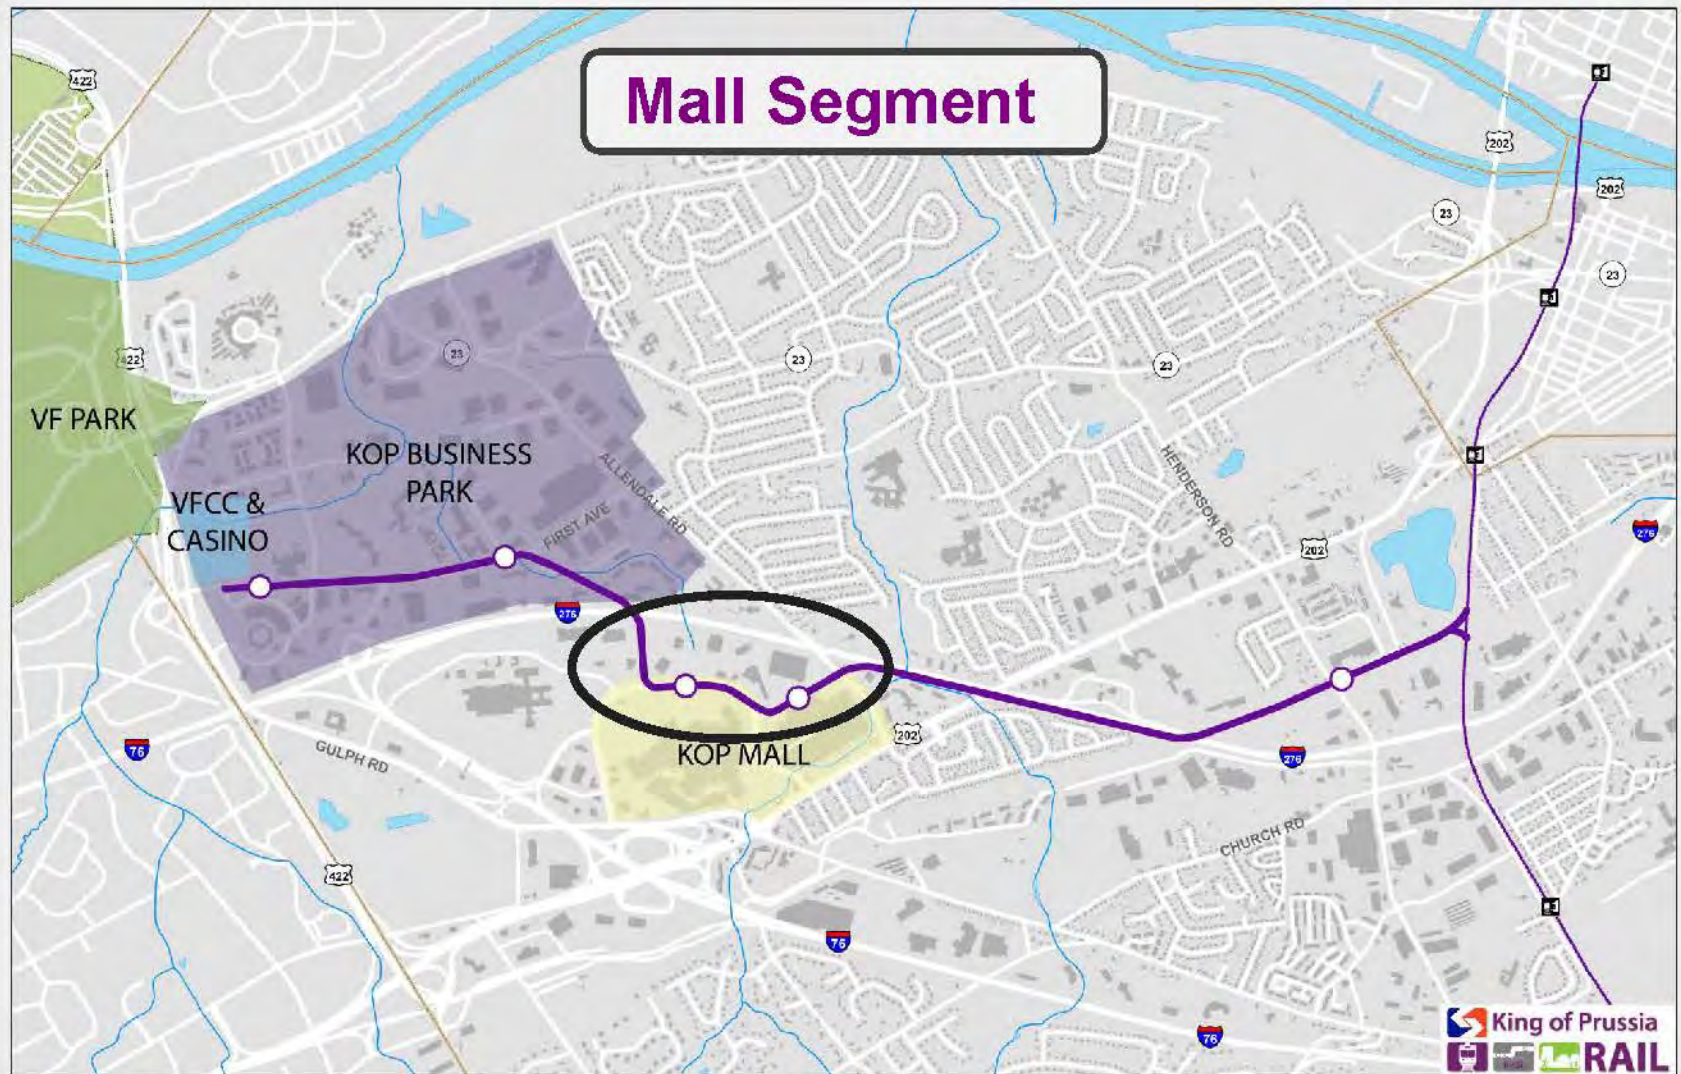 Mall Segment
422
202
202
23
23
422
23
23
23
VF PARK
KOP BUSINESS
PARK
ALLENDALE RD
HENDERSON RD
VFCC &
CASINO
FIRST AVE
202
276
276
202
KOP MALL
GULPH RD
76
276
CHURCH RD
422
76
76
King of Prussia
RAIL